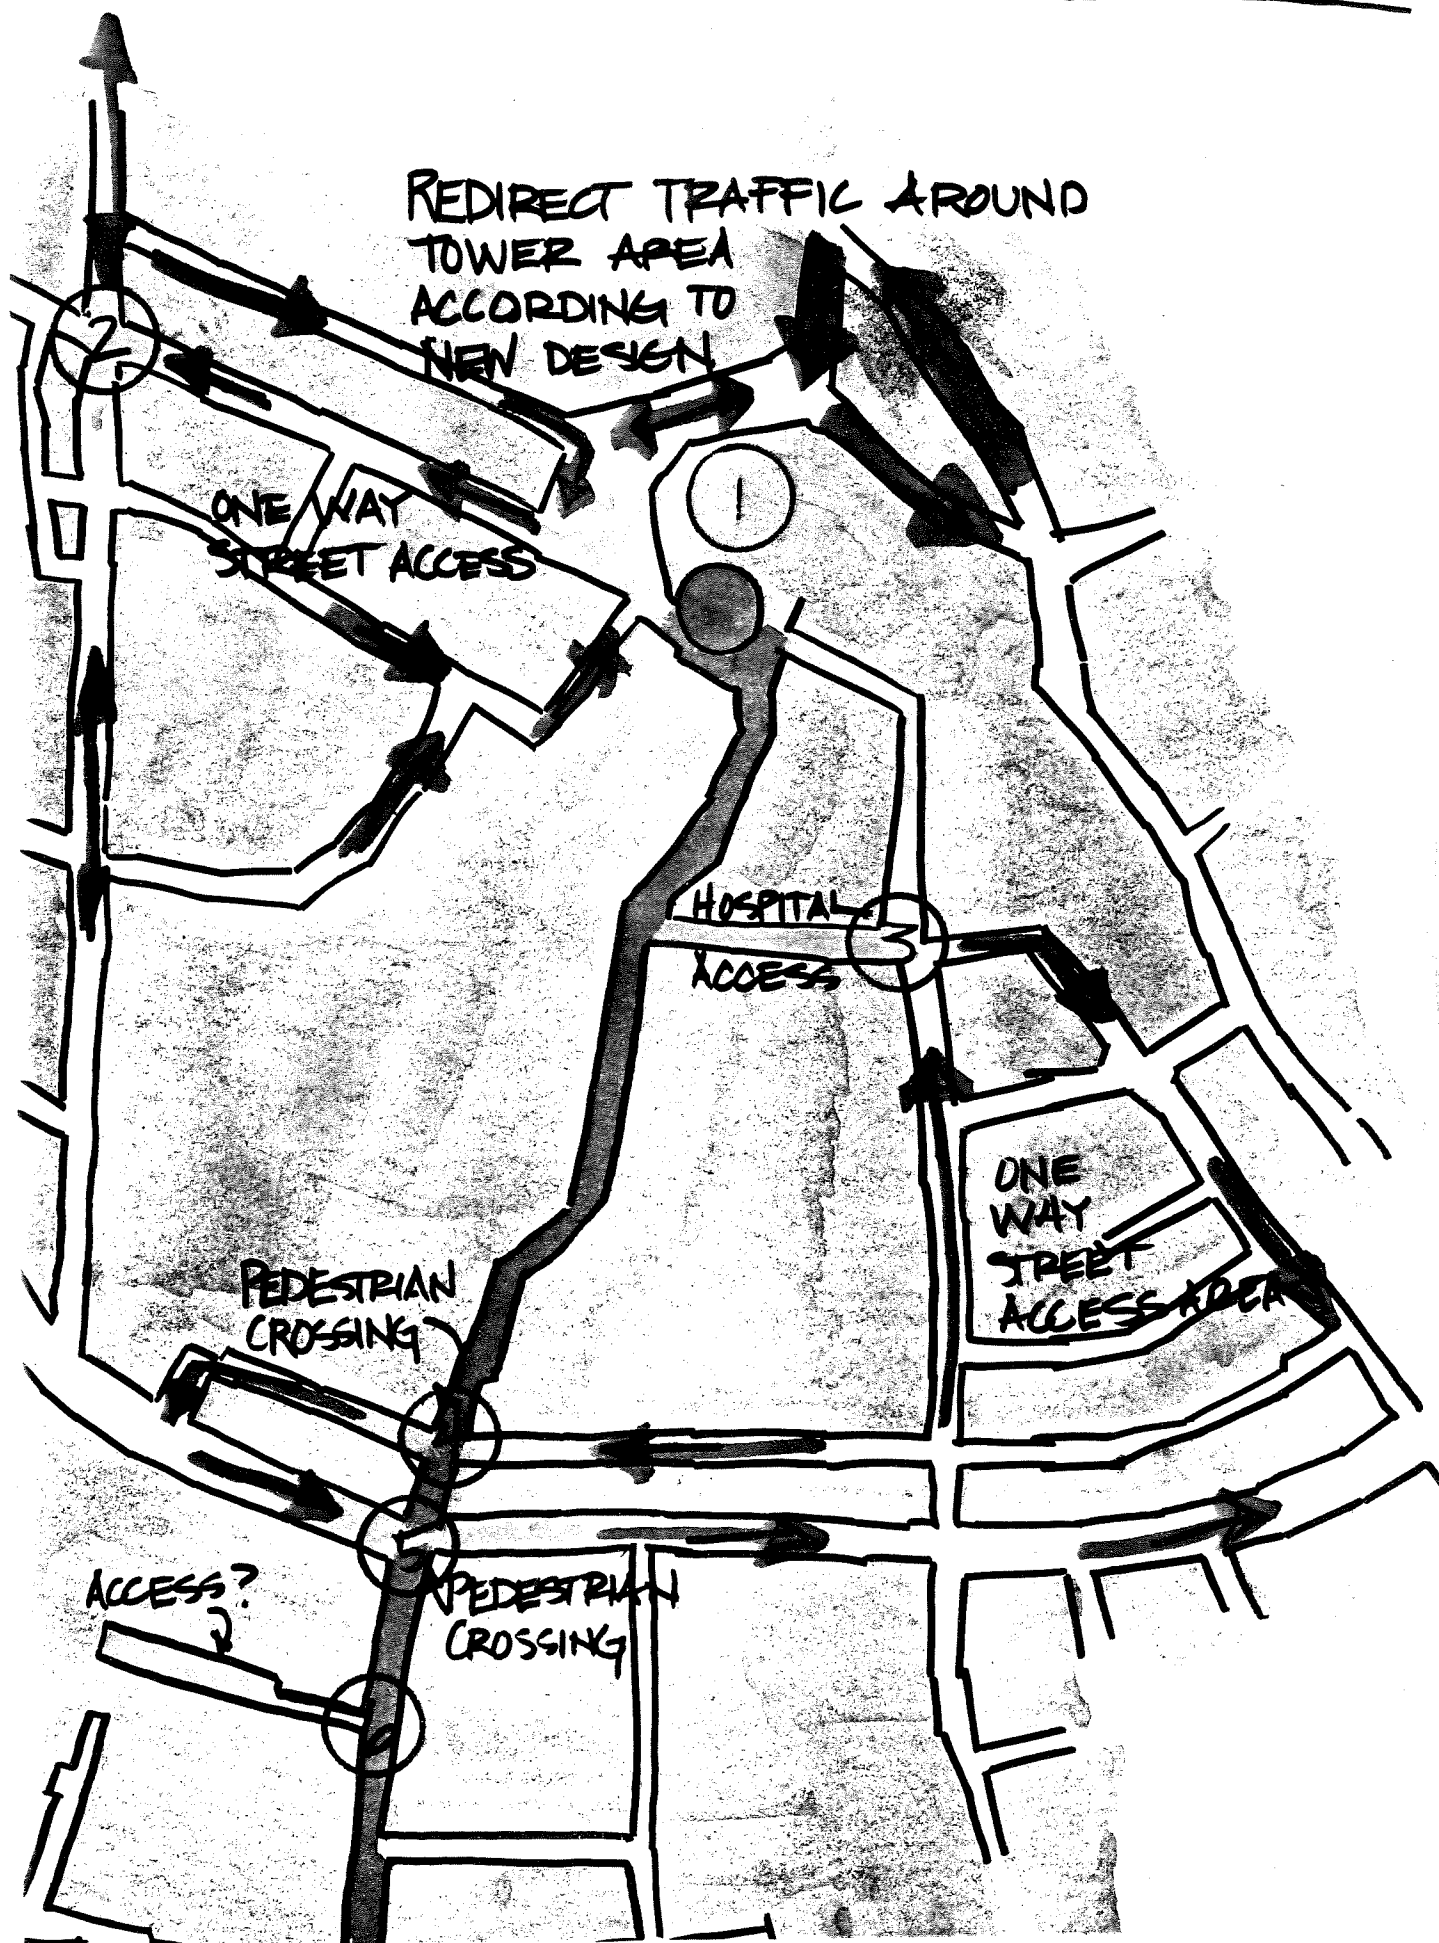 REDIRECT TRAFFIC AROUND
TOWER AREA
ACCORDING TO
NEW DESIGN
2
1
ONE WAY
STREET ACCESS
HOSPITAL
3
ACCESS
ONE
WAY
STREET
ACCESS AREA
PEDESTRIAN
CROSSING
ACCESS?
PEDESTRIAN
CROSSING